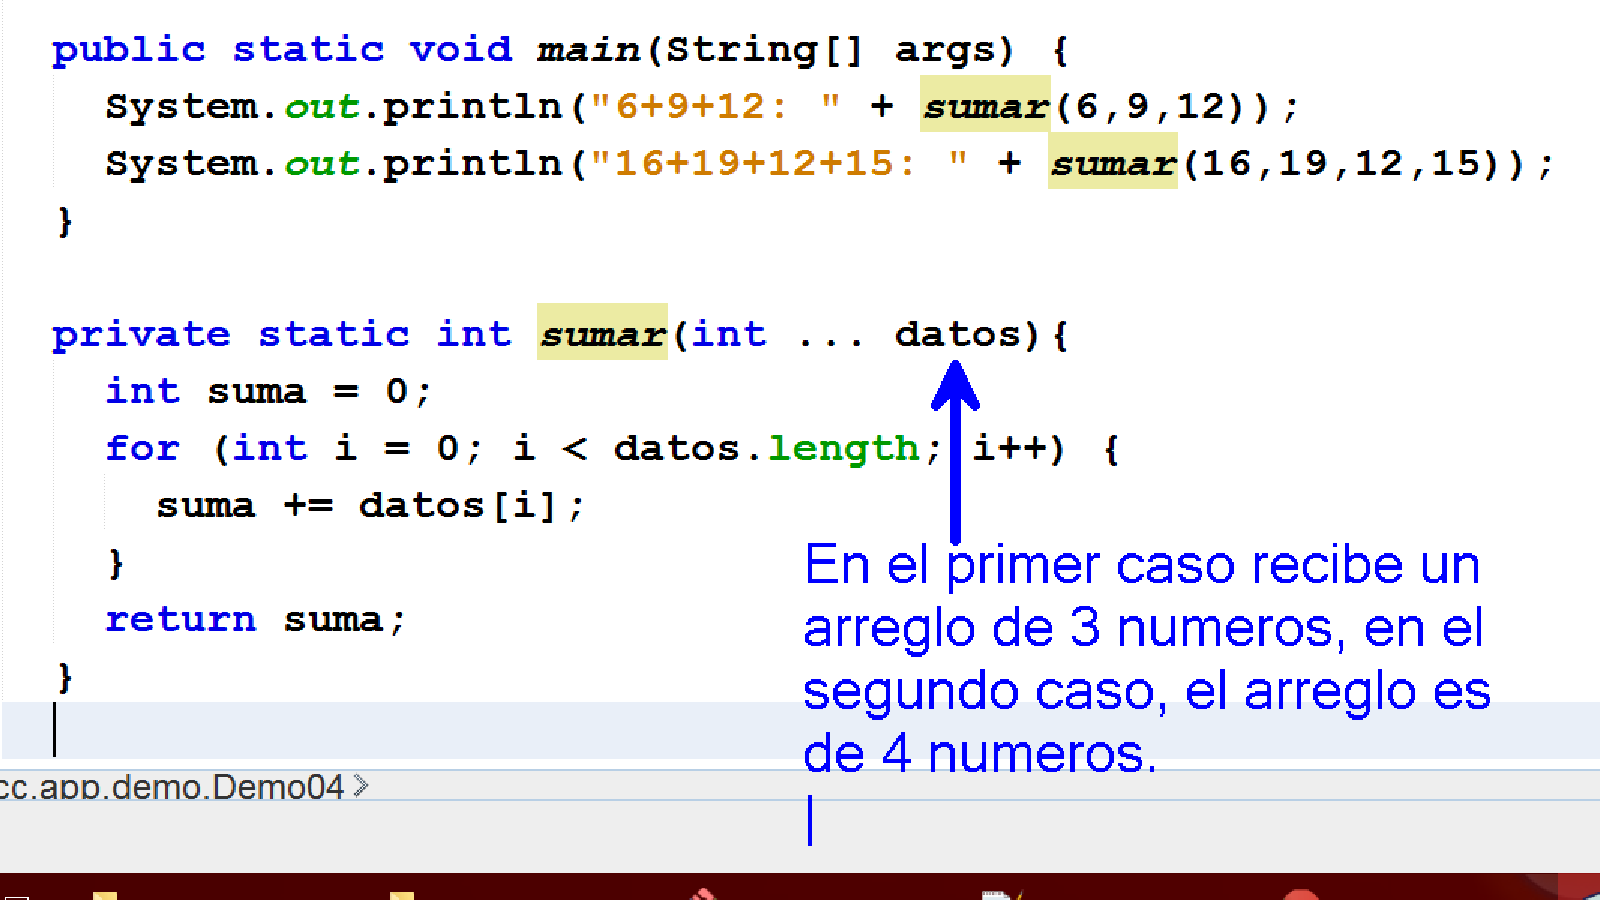 public static void main(String[] args) {
System.out.println("6+9+12: " + sumar(6,9,12));
System.out.println("16+19+12+15: " + sumar(16,19,12,15));
}
private static int sumar(int ... datos){
int suma = 0;
for (int i = 0; i < datos.length; i++) {
suma += datos[i];
}
return suma;
}
En el primer caso recibe un
arreglo de 3 numeros, en el
segundo caso, el arreglo es
de 4 numeros.
cc.app.demo.Demo04